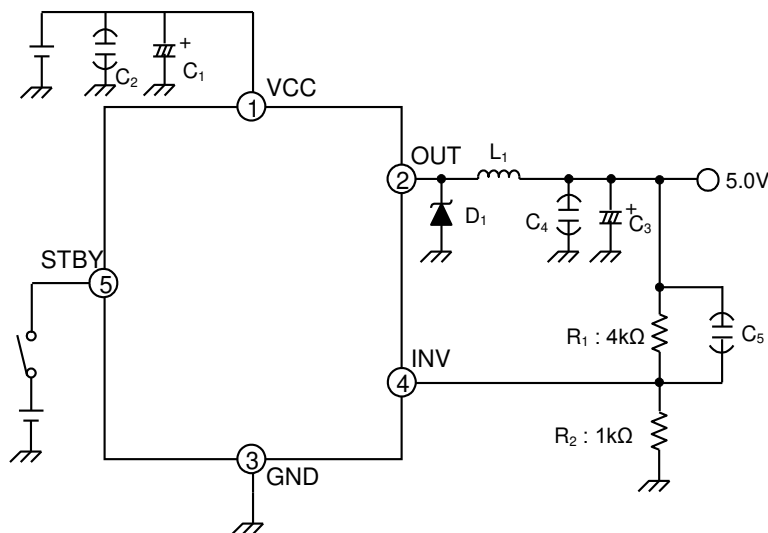 +
C₂
C₁
VCC
1
OUT
2
L₁
5.0V
D₁
C₄
+
C₃
STBY
5
R₁ : 4kΩ
C₅
INV
4
R₂ : 1kΩ
3
GND